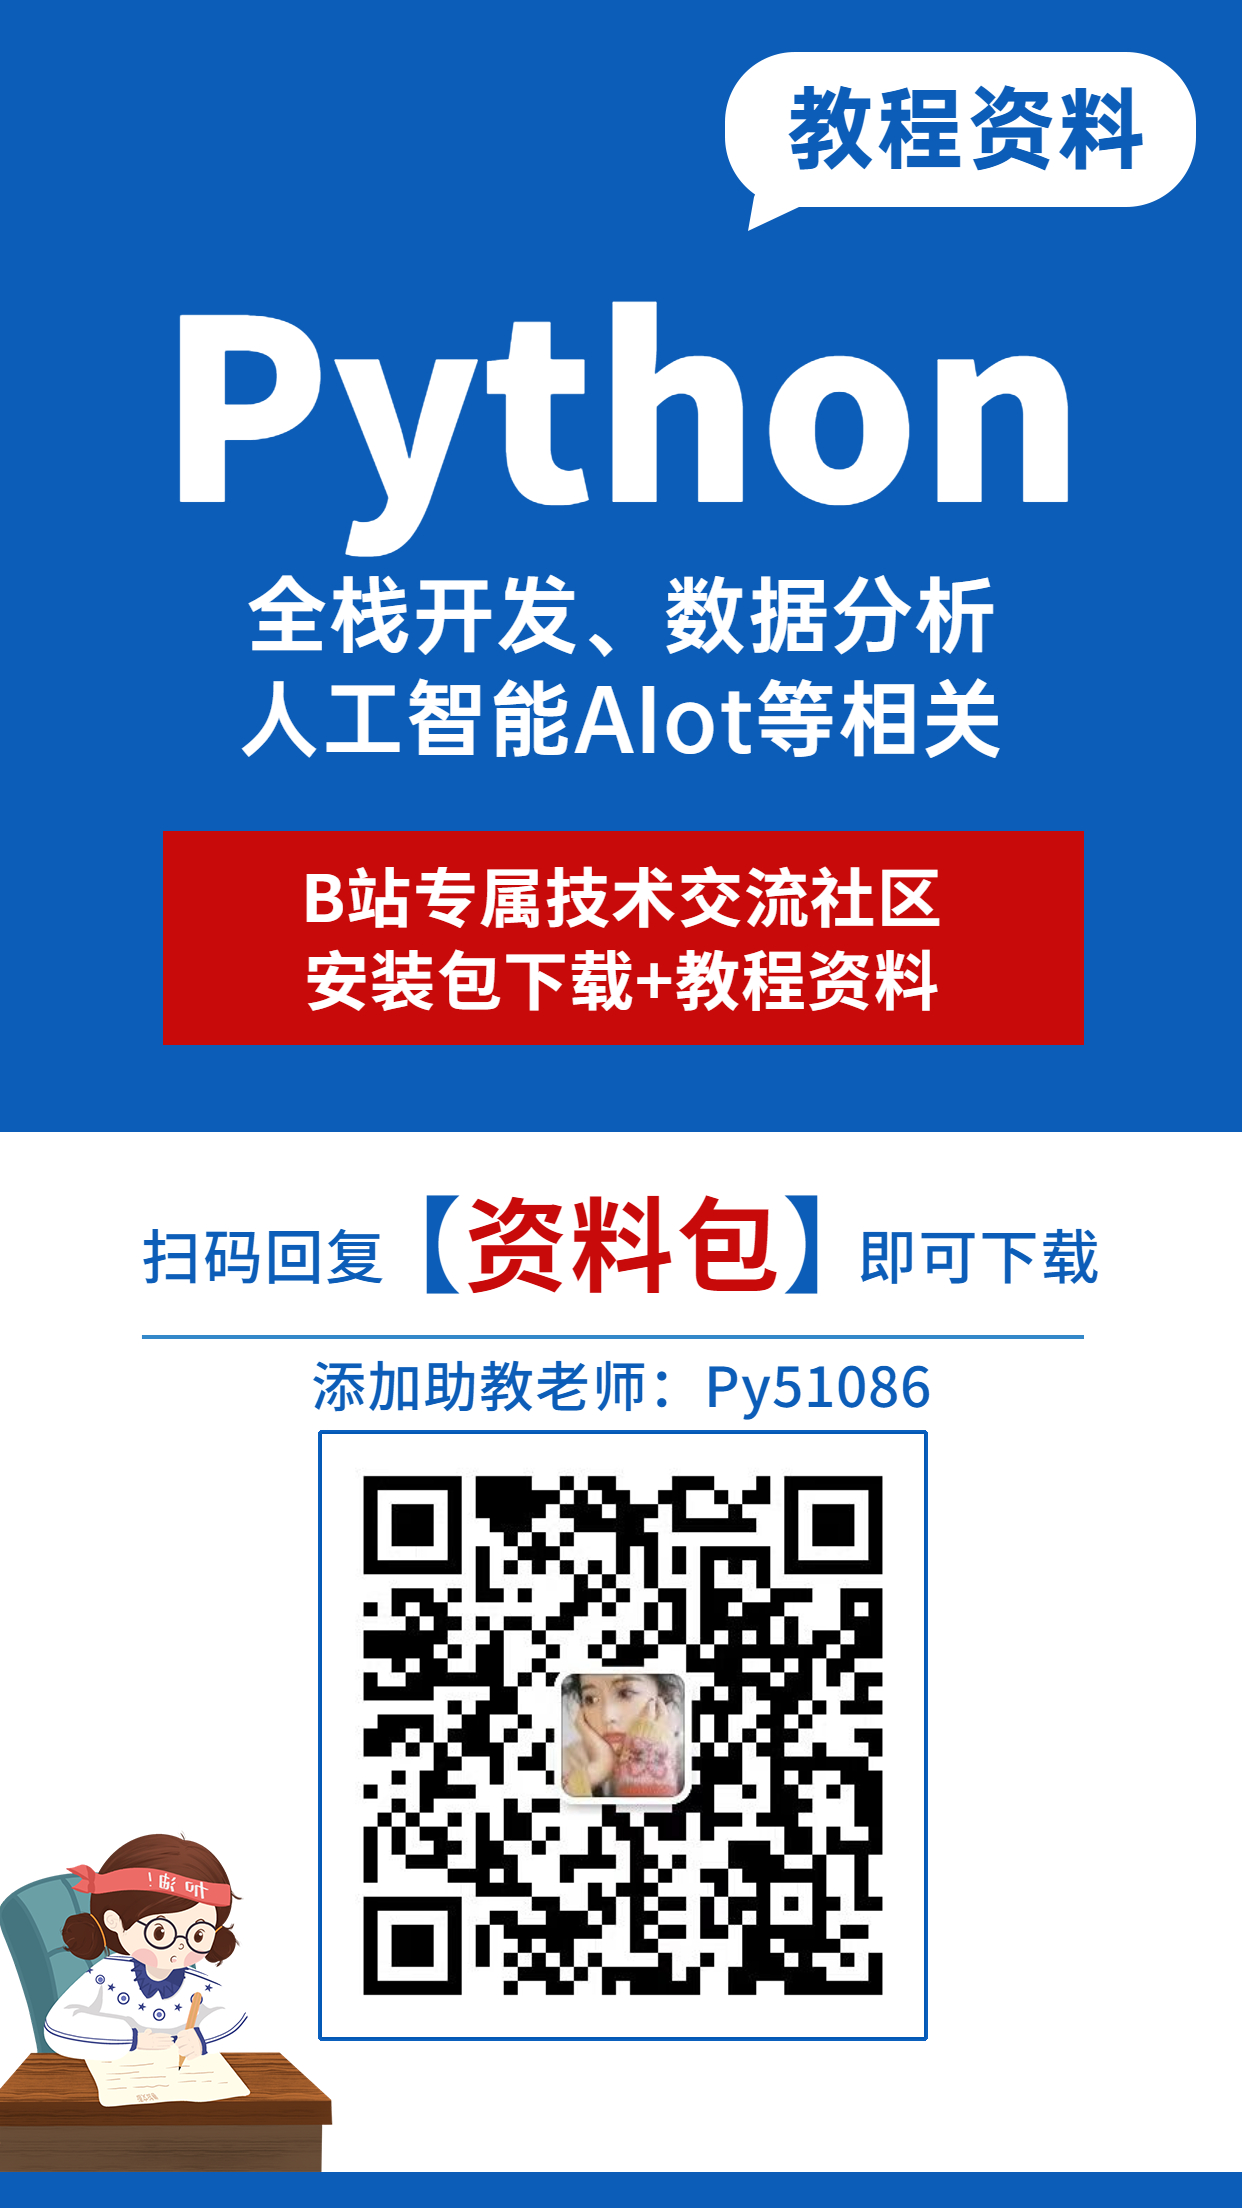 教程资料
Python
全栈开发、数据分析
人工智能AIot等相关
B站专属技术交流社区
安装包下载+教程资料
扫码回复【资料包】即可下载
添加助教老师：Py51086